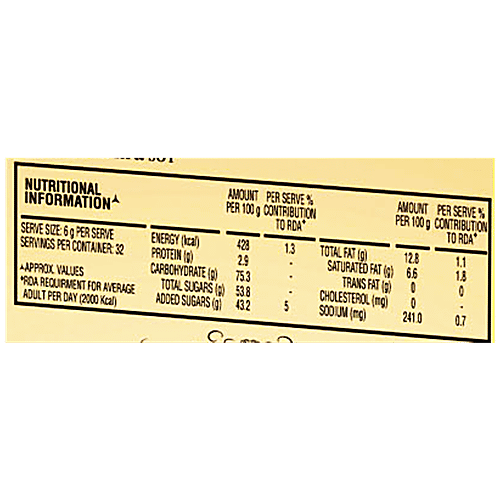 NUTRITIONAL INFORMATION
SERVE SIZE: 6 g PER SERVE
SERVINGS PER CONTAINER: 32
APPROX. VALUES
*RDA REQUIRMENT FOR AVERAGE
ADULT PER DAY (2000 Kcal)
AMOUNT PER 100 g PER SERVE % CONTRIBUTION TO RDA*
ENERGY (kcal) 428 1.3
PROTEIN (g) 2.9 -
CARBOHYDRATE (g) 75.3 -
TOTAL SUGARS (g) 53.8 -
ADDED SUGARS (g) 43.2 5
AMOUNT PER 100 g PER SERVE % CONTRIBUTION TO RDA*
TOTAL FAT (g) 12.8 1.1
SATURATED FAT (g) 6.6 1.8
TRANS FAT (g) 0 0
CHOLESTEROL (mg) 0 -
SODIUM (mg) 241.0 0.7